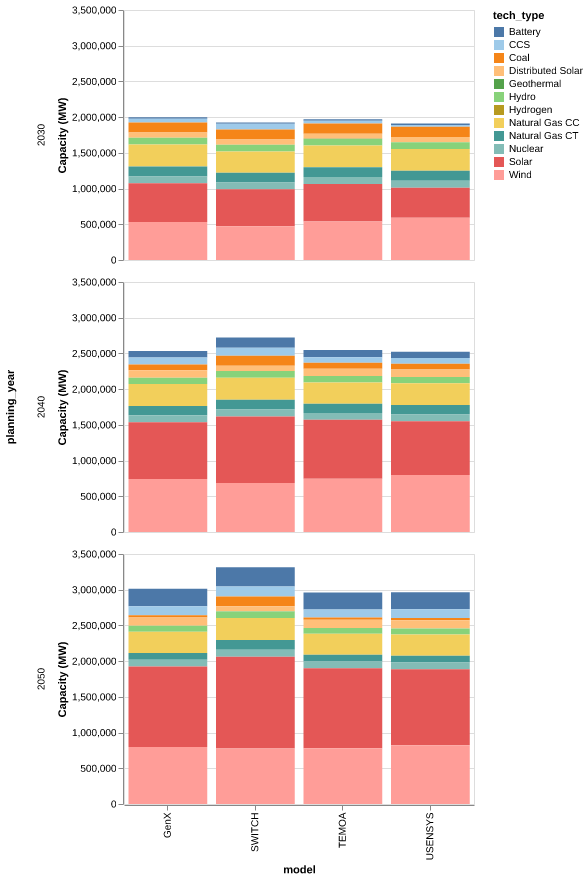 tech_type
Battery
CCS
Coal
Distributed Solar
Geothermal
Hydro
Hydrogen
Natural Gas CC
Natural Gas CT
Nuclear
Solar
Wind
planning_year
2030
Capacity (MW)
3,500,000
3,000,000
2,500,000
2,000,000
1,500,000
1,000,000
500,000
0
2040
Capacity (MW)
3,500,000
3,000,000
2,500,000
2,000,000
1,500,000
1,000,000
500,000
0
2050
Capacity (MW)
3,500,000
3,000,000
2,500,000
2,000,000
1,500,000
1,000,000
500,000
0
GenX
SWITCH
TEMOA
USENSYS
model